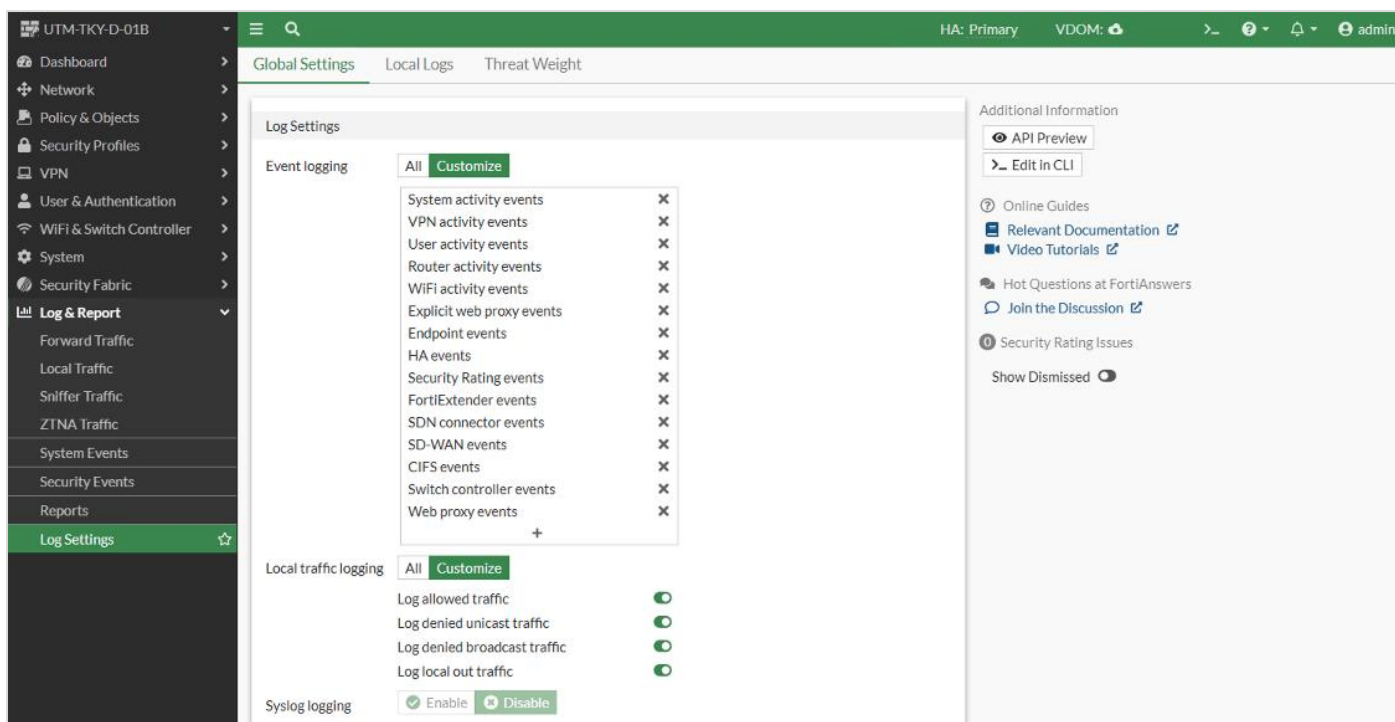 UTM-TKY-D-01B
HA: Primary VDOM:
admin
Dashboard
Network
Policy & Objects
Security Profiles
VPN
User & Authentication
WiFi & Switch Controller
System
Security Fabric
Log & Report
Forward Traffic
Local Traffic
Sniffer Traffic
ZTNA Traffic
System Events
Security Events
Reports
Log Settings
Global Settings Local Logs Threat Weight
Log Settings
Event logging All Customize
System activity events
VPN activity events
User activity events
Router activity events
WiFi activity events
Explicit web proxy events
Endpoint events
HA events
Security Rating events
FortiExtender events
SDN connector events
SD-WAN events
CIFS events
Switch controller events
Web proxy events
+
Local traffic logging All Customize
Log allowed traffic
Log denied unicast traffic
Log denied broadcast traffic
Log local out traffic
Syslog logging Enable Disable
Additional Information
API Preview
>_ Edit in CLI
Online Guides
Relevant Documentation
Video Tutorials
Hot Questions at FortiAnswers
Join the Discussion
0 Security Rating Issues
Show Dismissed